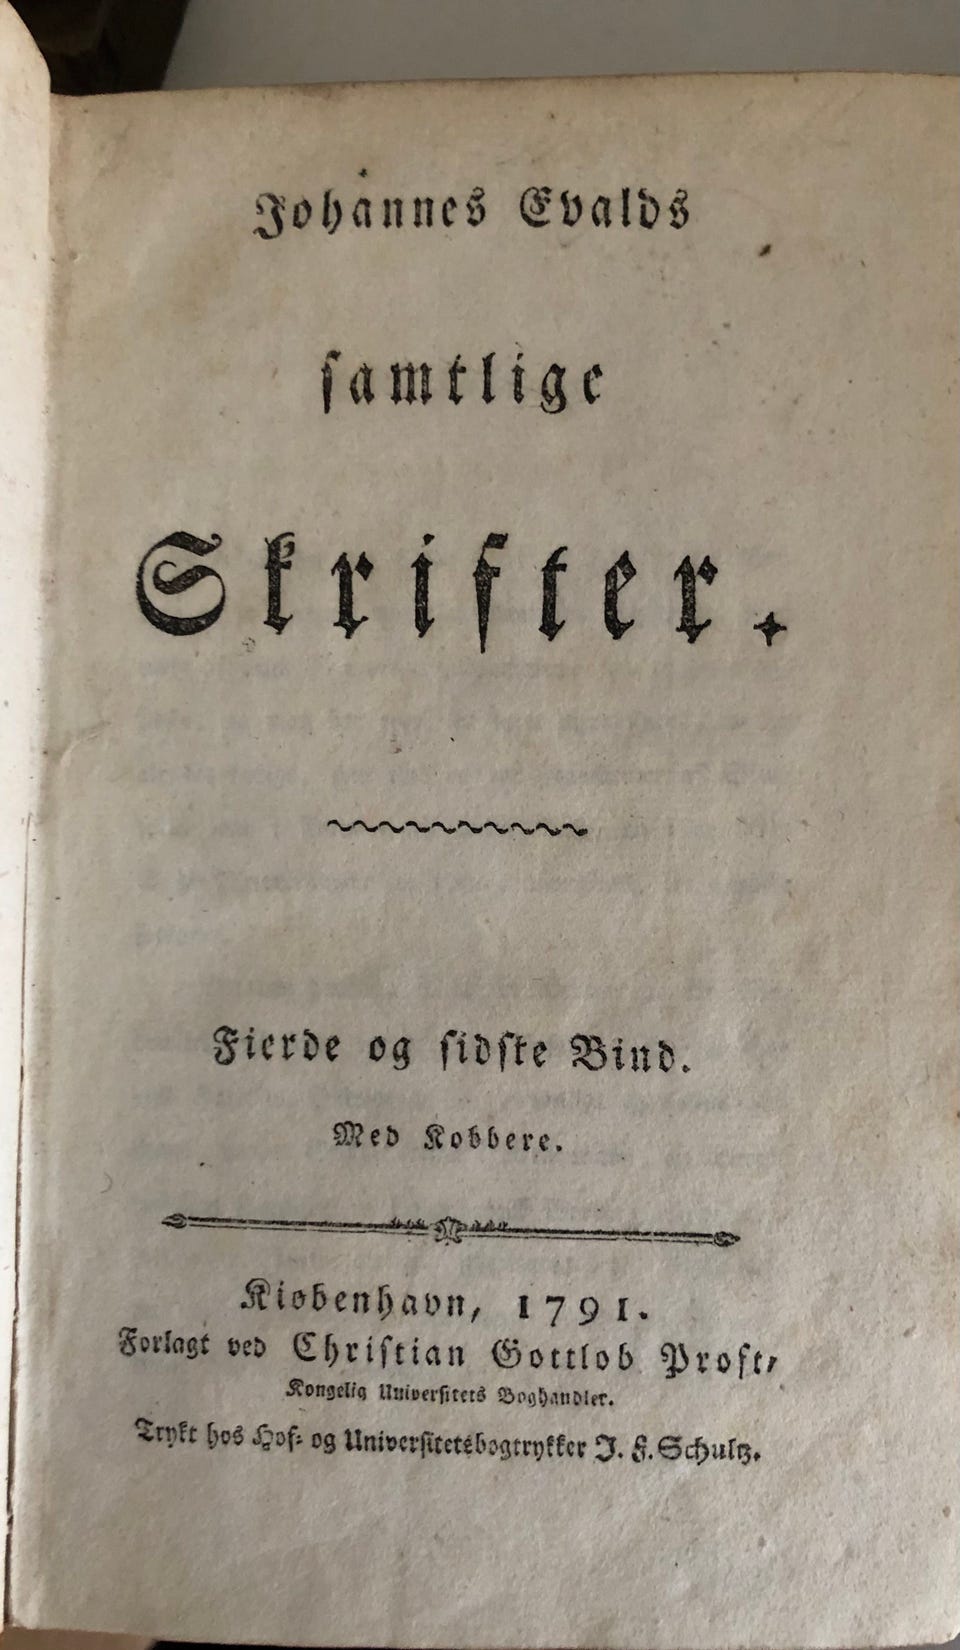 Johannes Evalds
samtlige
Skrifter.
Fierde og sidste Bind.
Med Kobbere.
Kiøbenhavn, 1791.
Forlagt ved Christian Gottlob Proft,
Kongelig Universitets Boghandler.
Trykt hos Hof- og Universitetsbogtrykker J. F. Schultz.